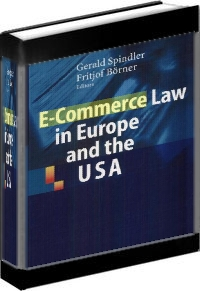 Gerald Spindler
Fritjof Börner
Editors
E-Commerce Law
in Europe
and the
USA